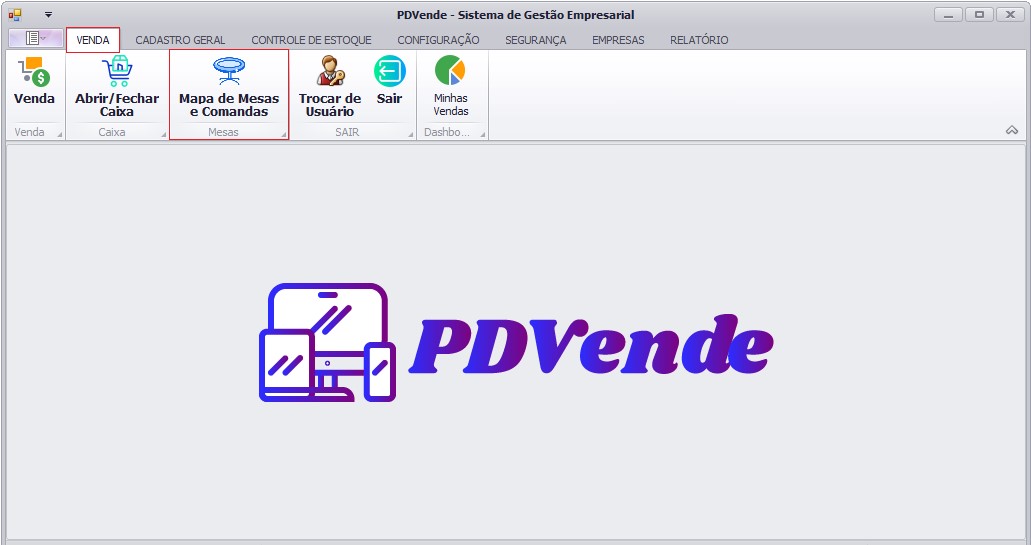 PDVende - Sistema de Gestão Empresarial
VENDA CADASTRO GERAL CONTROLE DE ESTOQUE CONFIGURAÇÃO SEGURANÇA EMPRESAS RELATÓRIO
Venda
Abrir/Fechar
Caixa
Mapa de Mesas
e Comandas
Trocar de
Usuário
Sair
Minhas
Vendas
Venda Caixa Mesas SAIR Dashbo...
PDVende